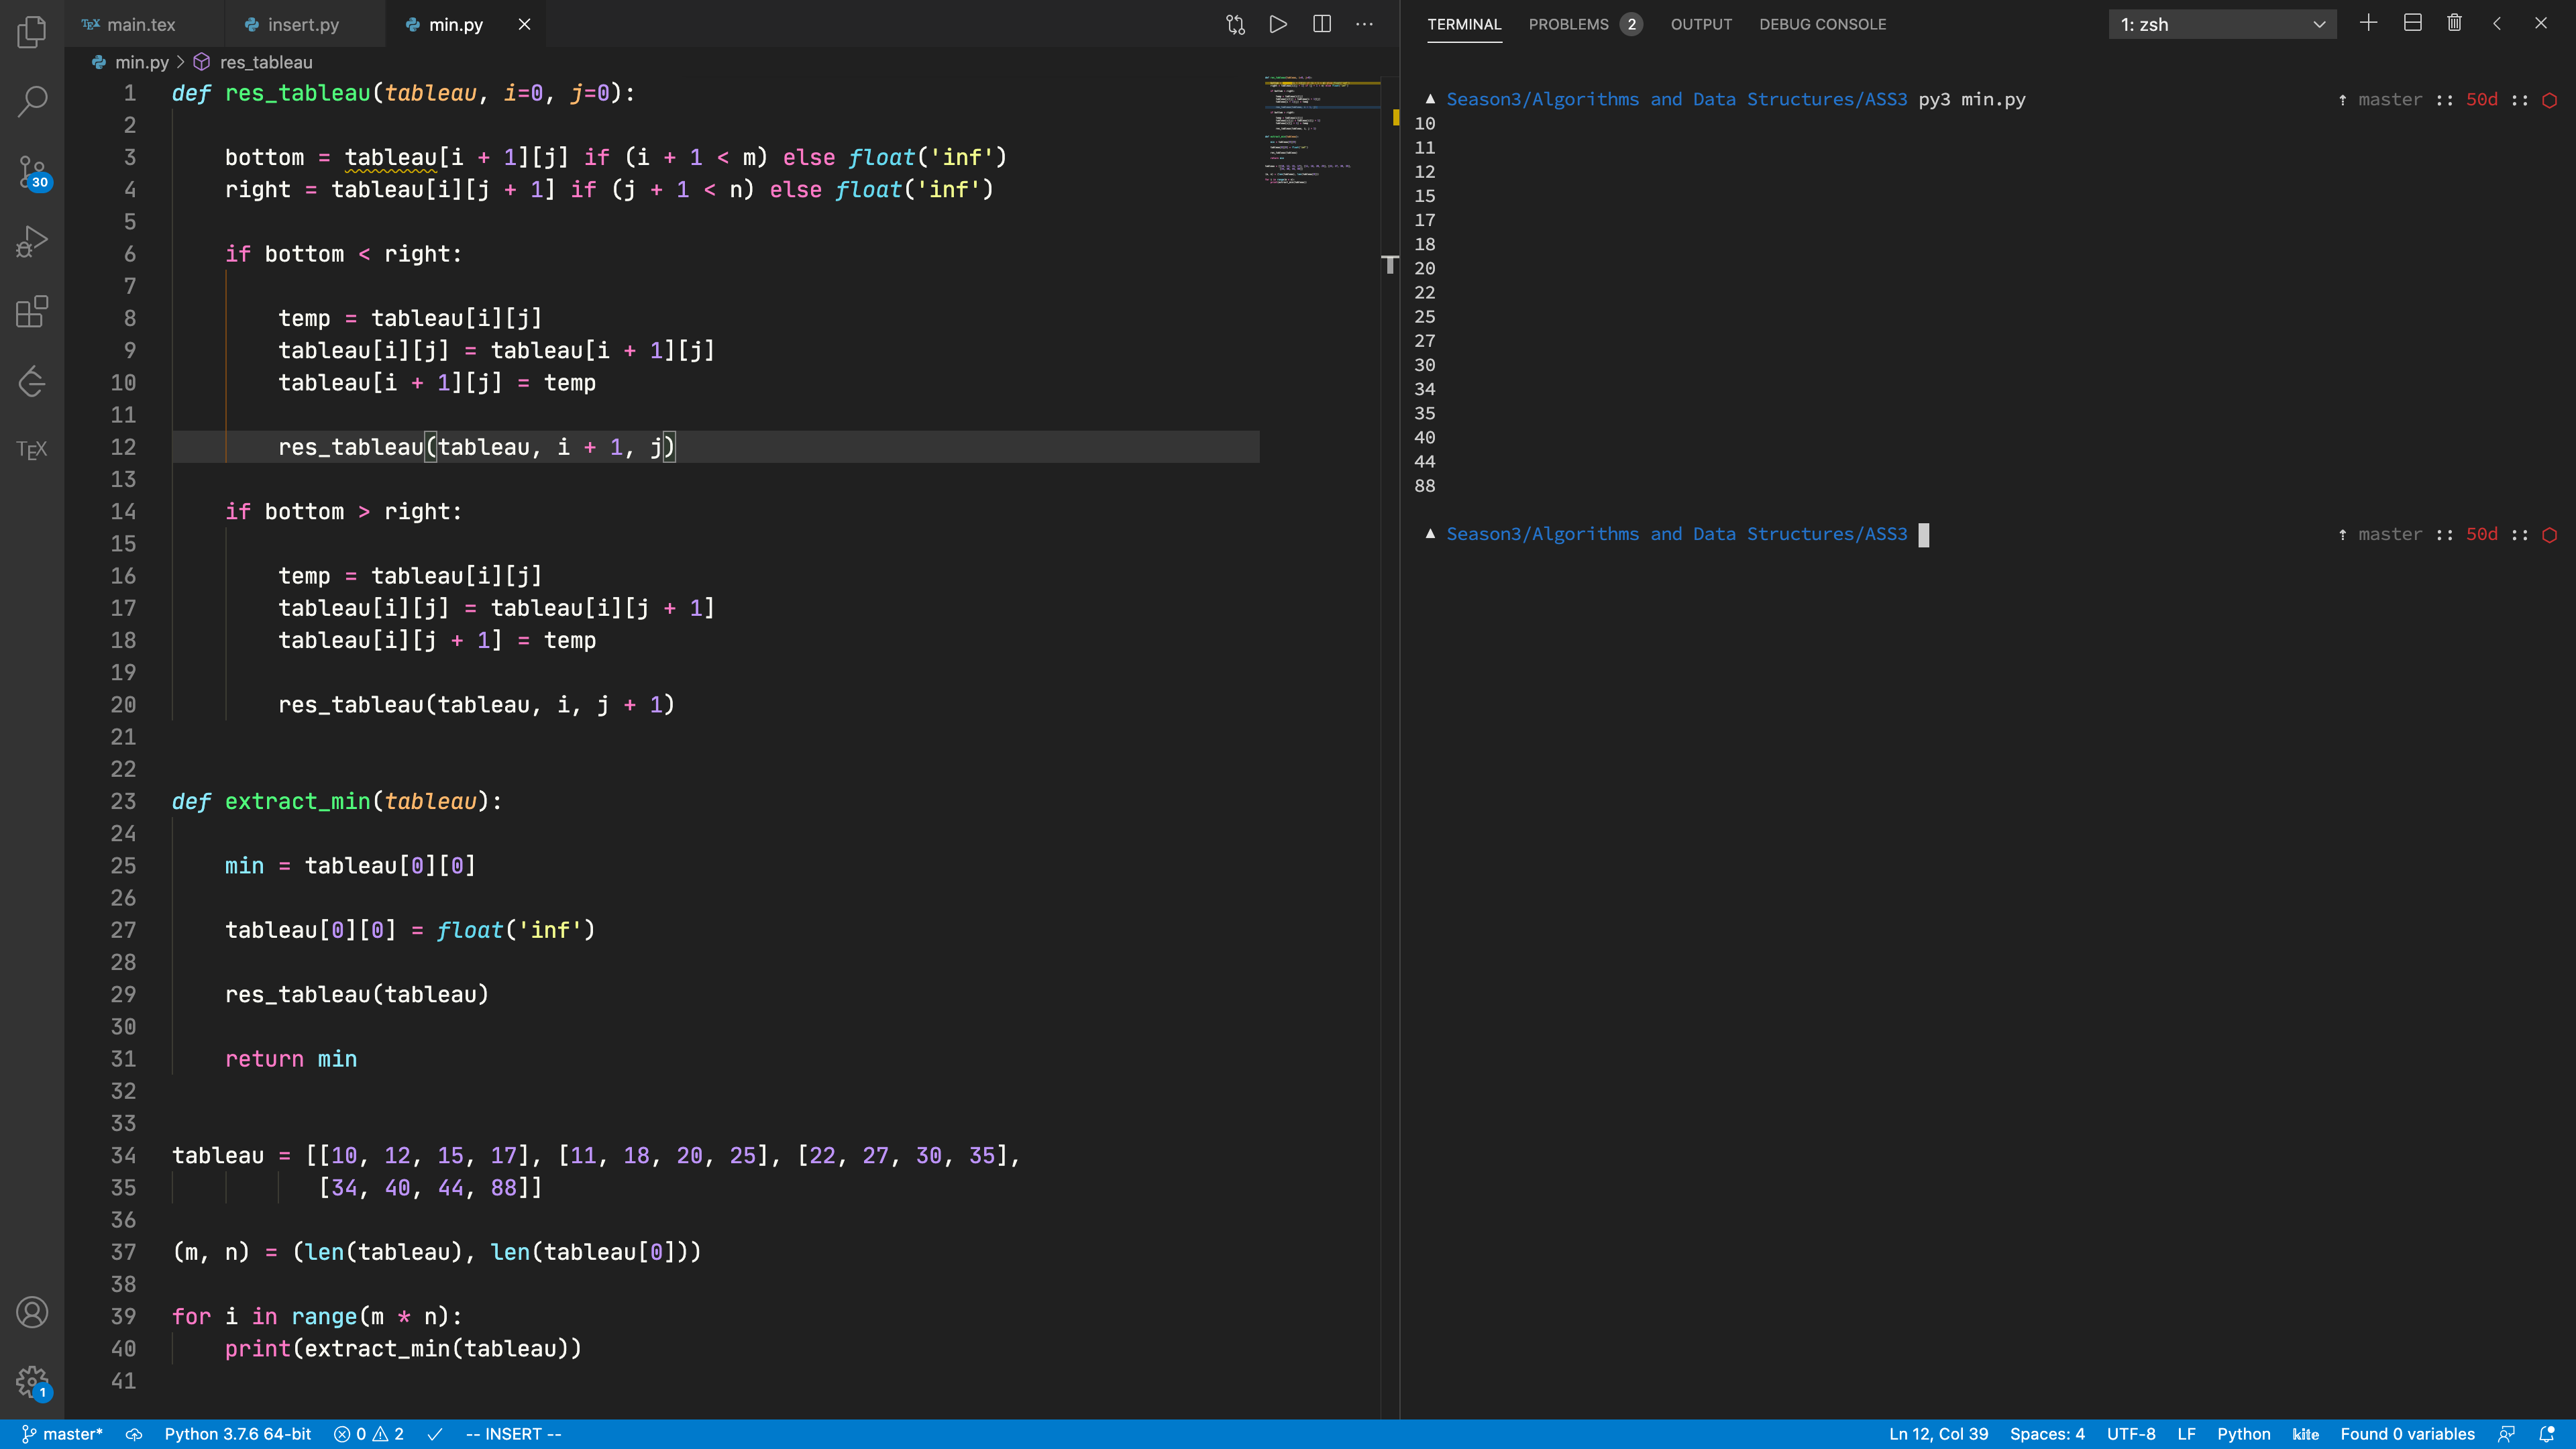 main.tex
insert.py
min.py
min.py > res_tableau
1 def res_tableau(tableau, i=0, j=0):
2
3     bottom = tableau[i + 1][j] if (i + 1 < m) else float('inf')
4     right = tableau[i][j + 1] if (j + 1 < n) else float('inf')
5
6     if bottom < right:
7
8         temp = tableau[i][j]
9         tableau[i][j] = tableau[i + 1][j]
10         tableau[i + 1][j] = temp
11
12         res_tableau(tableau, i + 1, j)
13
14     if bottom > right:
15
16         temp = tableau[i][j]
17         tableau[i][j] = tableau[i][j + 1]
18         tableau[i][j + 1] = temp
19
20         res_tableau(tableau, i, j + 1)
21
22
23 def extract_min(tableau):
24
25     min = tableau[0][0]
26
27     tableau[0][0] = float('inf')
28
29     res_tableau(tableau)
30
31     return min
32
33
34 tableau = [[10, 12, 15, 17], [11, 18, 20, 25], [22, 27, 30, 35],
35            [34, 40, 44, 88]]
36
37 (m, n) = (len(tableau), len(tableau[0]))
38
39 for i in range(m * n):
40     print(extract_min(tableau))
41
30
TEX
1
TERMINAL PROBLEMS 2 OUTPUT DEBUG CONSOLE 1: zsh
▲ Season3/Algorithms and Data Structures/ASS3 py3 min.py ↑ master :: 50d :: ⬡
10
11
12
15
17
18
20
22
25
27
30
34
35
40
44
88
▲ Season3/Algorithms and Data Structures/ASS3 ↑ master :: 50d :: ⬡
master* Python 3.7.6 64-bit 0 2 -- INSERT -- Ln 12, Col 39 Spaces: 4 UTF-8 LF Python kite Found 0 variables